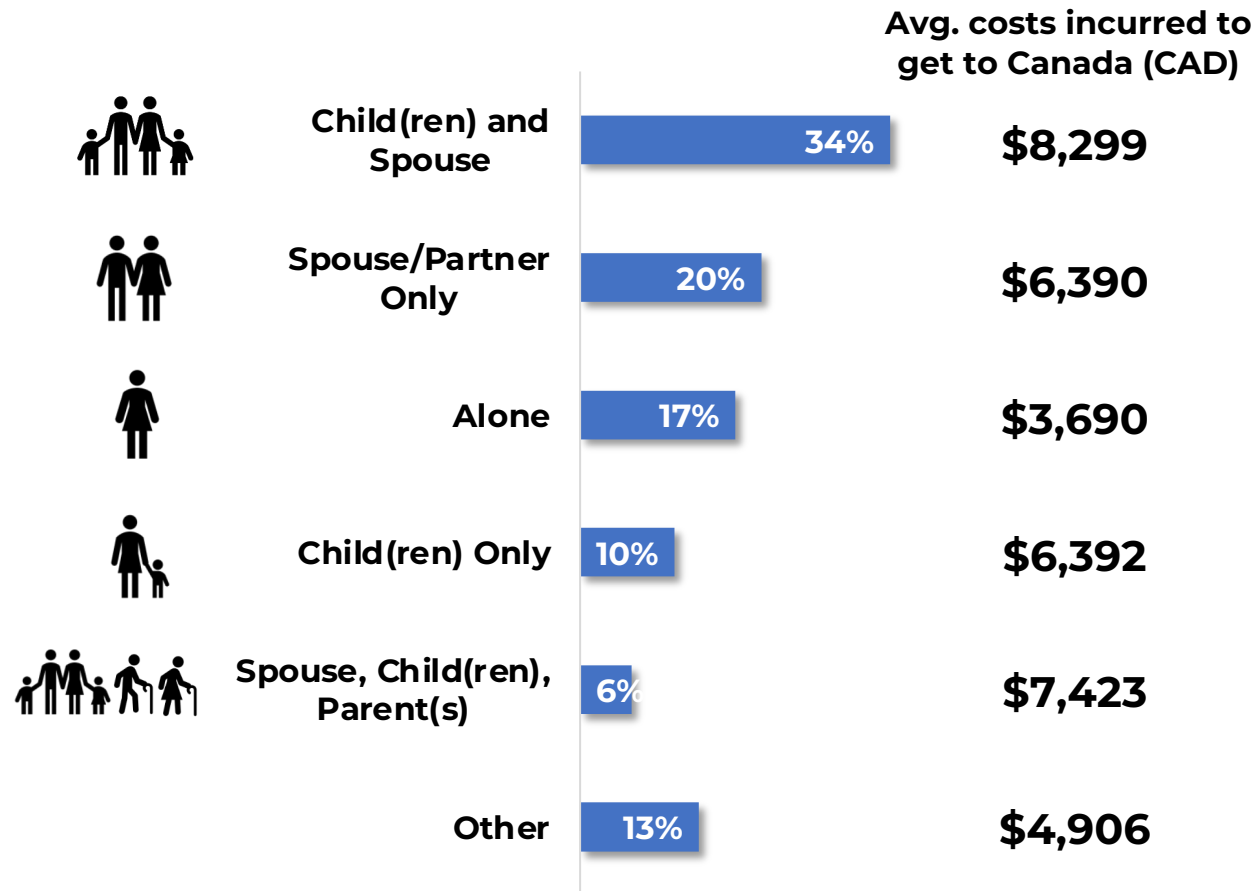 Avg. costs incurred to
get to Canada (CAD)
Child(ren) and
Spouse
34%
$8,299
Spouse/Partner
Only
20%
$6,390
Alone
17%
$3,690
Child(ren) Only
10%
$6,392
Spouse, Child(ren),
Parent(s)
6%
$7,423
Other
13%
$4,906